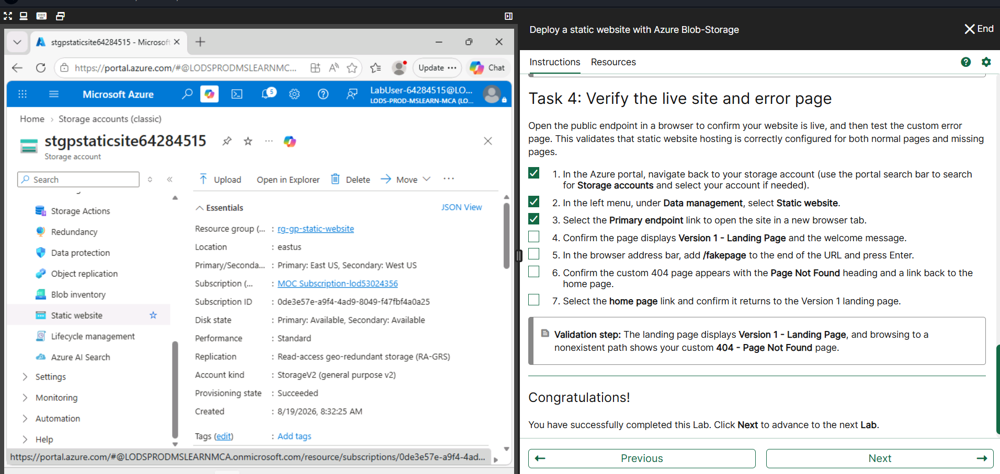 Deploy a static website with Azure Blob-Storage
End
stgpstaticsite64284515 - Microsoft
https://portal.azure.com/#@LODSPRODMSLEARNMC...
Update
Chat
Microsoft Azure
5
LabUser-64284515@LO...
LODS-PROD-MSLEARN-MCA (LO...
Home > Storage accounts (classic)
stgpstaticsite64284515
Storage account
Search
Upload
Open in Explorer
Delete
Move
Storage Actions
Redundancy
Data protection
Object replication
Blob inventory
Static website
Lifecycle management
Azure AI Search
Settings
Monitoring
Automation
Help
Essentials
JSON View
Resource group (... : rg-gp-static-website
Location : eastus
Primary/Seconda... : Primary: East US, Secondary: West US
Subscription (... : MOC Subscription-lod53024356
Subscription ID : 0de3e57e-a9f4-4ad9-8049-f47fbf4a0a25
Disk state : Primary: Available, Secondary: Available
Performance : Standard
Replication : Read-access geo-redundant storage (RA-GRS)
Account kind : StorageV2 (general purpose v2)
Provisioning state : Succeeded
Created : 8/19/2026, 8:32:25 AM
Tags (edit) : Add tags
https://portal.azure.com/#@LODSPRODMSLEARNMCA.onmicrosoft.com/resource/subscriptions/0de3e57e-a9f4-4ad...
Instructions
Resources
Task 4: Verify the live site and error page
Open the public endpoint in a browser to confirm your website is live, and then test the custom error
page. This validates that static website hosting is correctly configured for both normal pages and missing
pages.
1. In the Azure portal, navigate back to your storage account (use the portal search bar to search
for Storage accounts and select your account if needed).
2. In the left menu, under Data management, select Static website.
3. Select the Primary endpoint link to open the site in a new browser tab.
4. Confirm the page displays Version 1 - Landing Page and the welcome message.
5. In the browser address bar, add /fakepage to the end of the URL and press Enter.
6. Confirm the custom 404 page appears with the Page Not Found heading and a link back to the
home page.
7. Select the home page link and confirm it returns to the Version 1 landing page.
Validation step: The landing page displays Version 1 - Landing Page, and browsing to a
nonexistent path shows your custom 404 - Page Not Found page.
Congratulations!
You have successfully completed this Lab. Click Next to advance to the next Lab.
Previous
Next